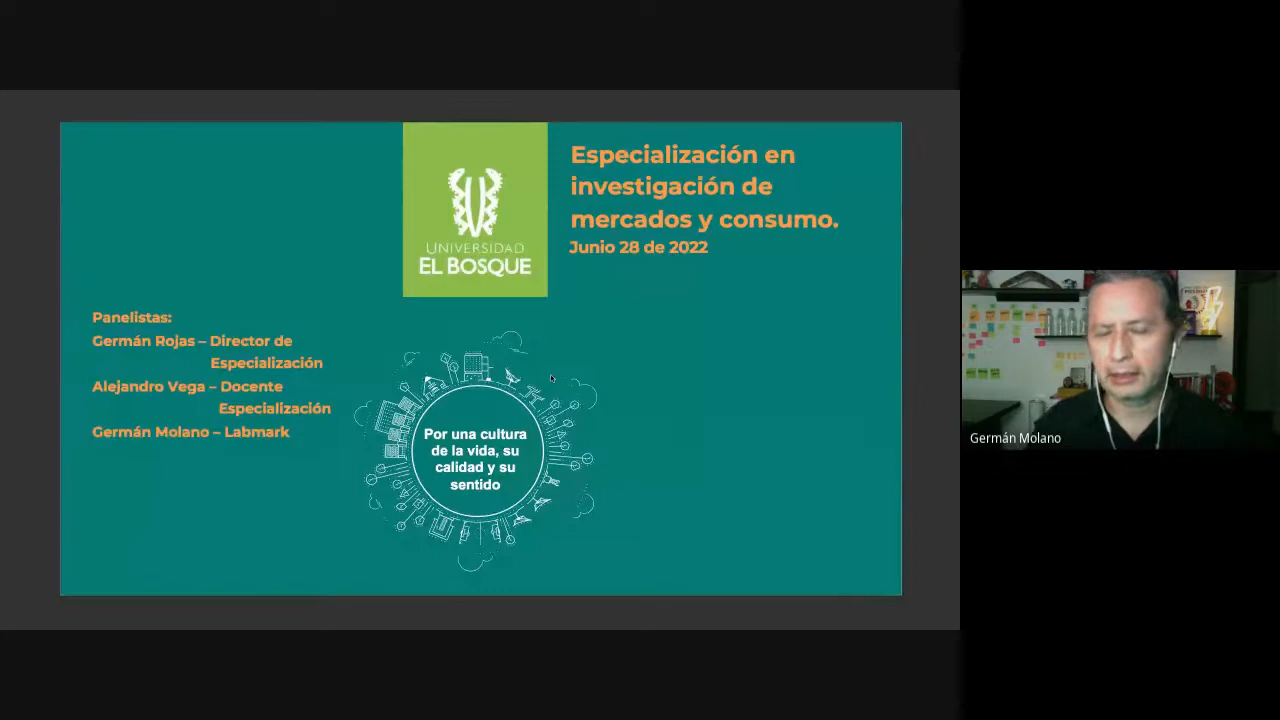 Especialización en
investigación de
mercados y consumo.
Junio 28 de 2022
UNIVERSIDAD
EL BOSQUE
Panelistas:
Germán Rojas – Director de
Especialización
Alejandro Vega – Docente
Especialización
Germán Molano – Labmark
Por una cultura
de la vida, su
calidad y su
sentido
Germán Molano